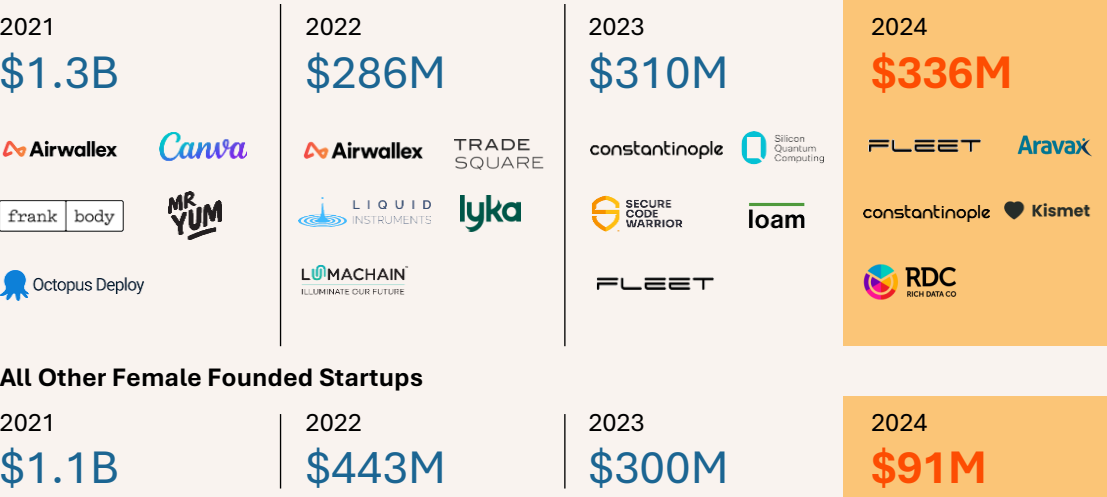 2021
$1.3B
Airwallex
Canva
frank body
MR YUM
Octopus Deploy
2022
$286M
Airwallex
TRADE SQUARE
LIQUID INSTRUMENTS
lyka
LUMACHAIN
ILLUMINATE OUR FUTURE
2023
$310M
constantinople
Silicon Quantum Computing
SECURE CODE WARRIOR
loam
FLEET
2024
$336M
FLEET
Aravax
constantinople
Kismet
RDC
RICH DATA CO
All Other Female Founded Startups
2021
$1.1B
2022
$443M
2023
$300M
2024
$91M